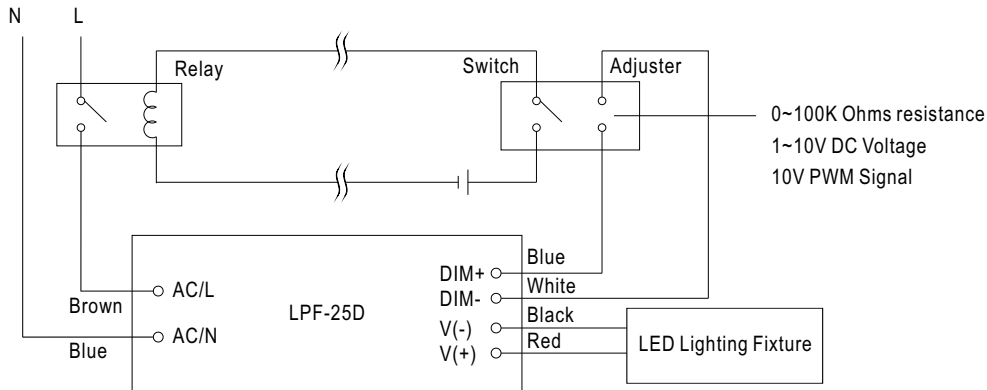 N L
Relay
Switch Adjuster
0~100K Ohms resistance
1~10V DC Voltage
10V PWM Signal
Blue
DIM+
White
DIM-
AC/L
Brown
LPF-25D
Black
V(-)
Red
V(+)
AC/N
Blue
LED Lighting Fixture